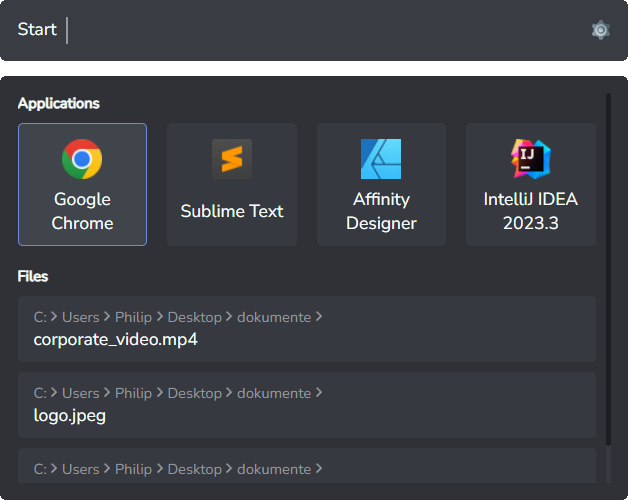 Start
Applications
Google
Chrome
Sublime Text
Affinity
Designer
IJ
IntelliJ IDEA
2023.3
Files
C: > Users > Philip > Desktop > dokumente >
corporate_video.mp4
C: > Users > Philip > Desktop > dokumente >
logo.jpeg
C: > Users > Philip > Desktop > dokumente >